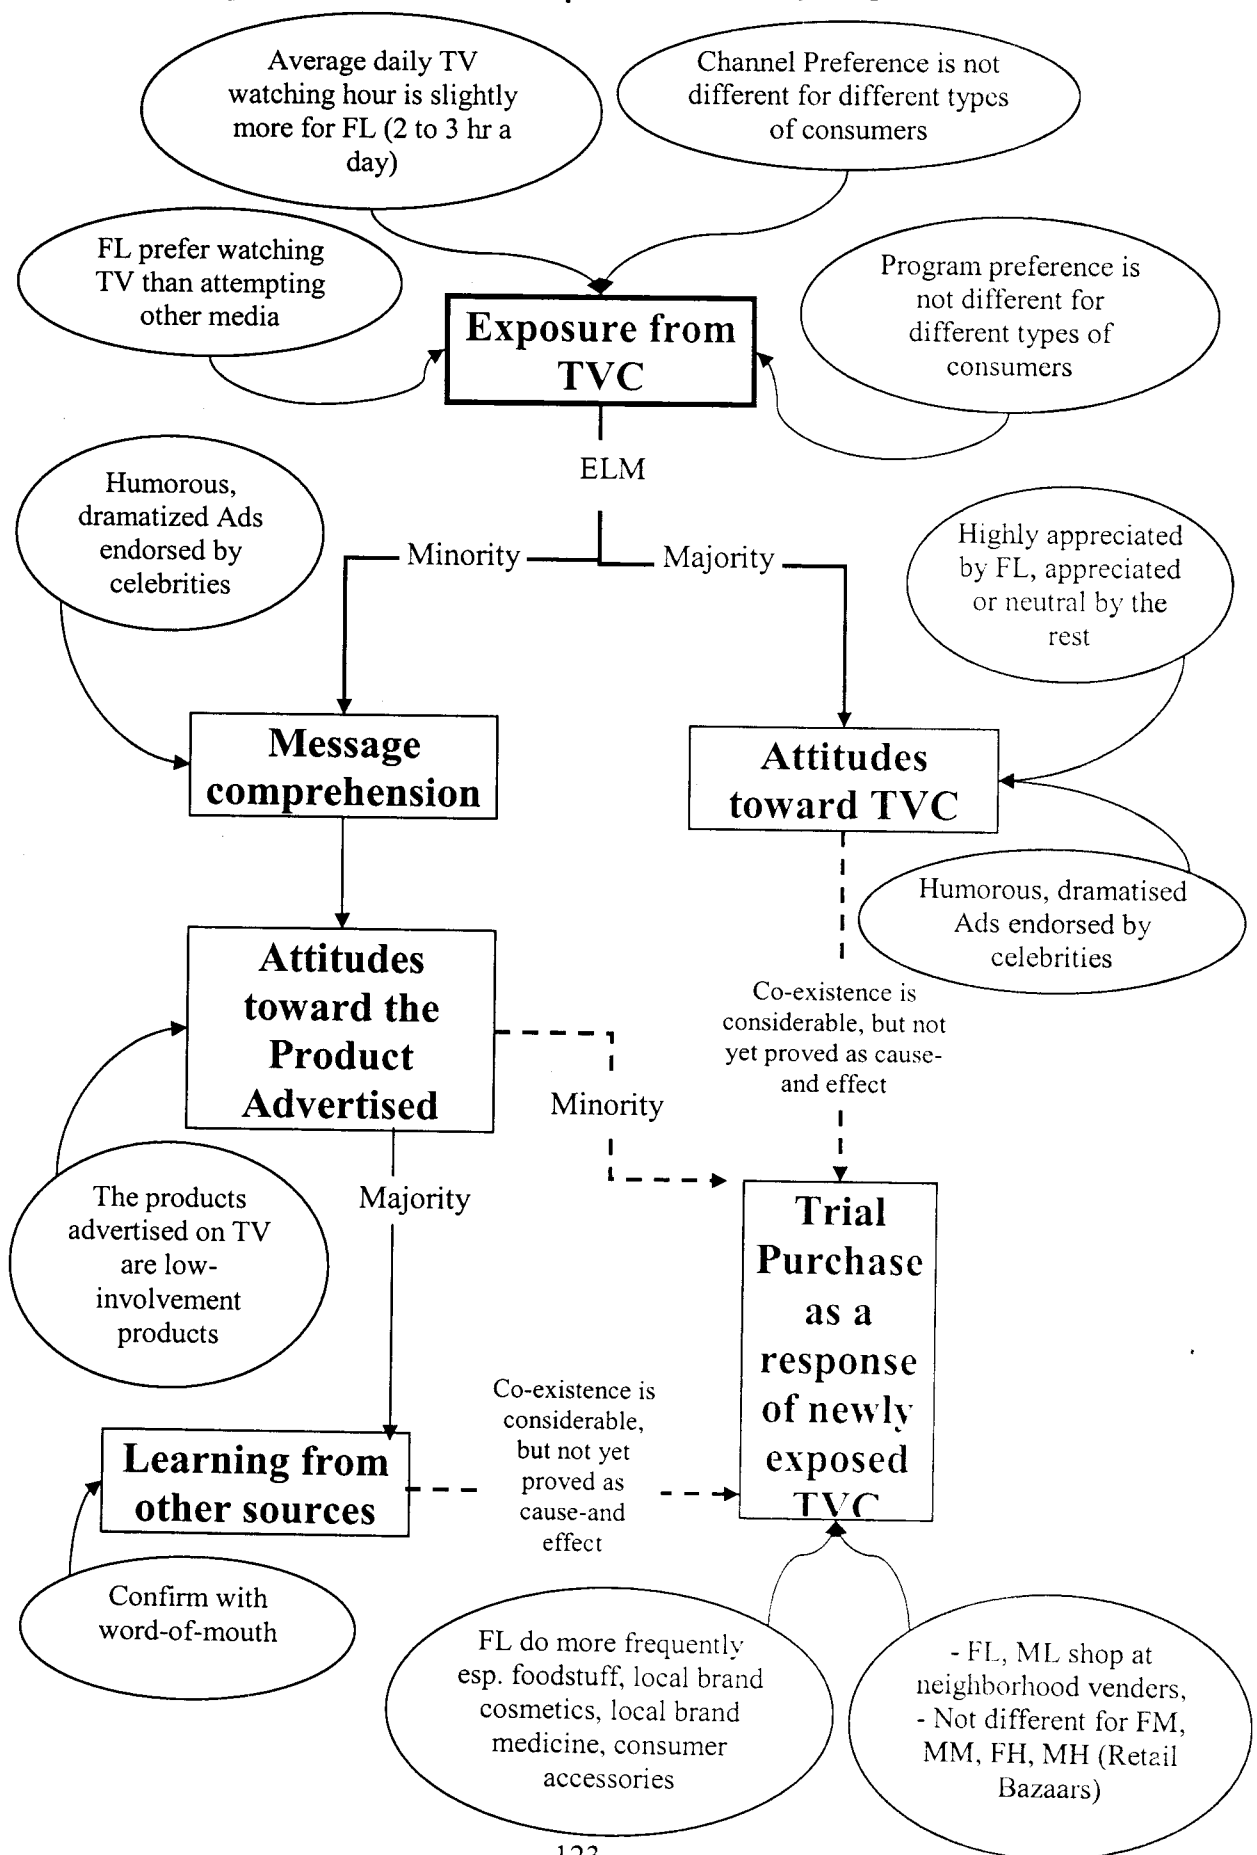 Average daily TV
watching hour is slightly
more for FL (2 to 3 hr a
day)
Channel Preference is not
different for different types
of consumers
FL prefer watching
TV than attempting
other media
Program preference is
not different for
different types of
consumers
Exposure from
TVC
ELM
Humorous,
dramatized Ads
endorsed by
celebrities
Minority
Majority
Highly appreciated
by FL, appreciated
or neutral by the
rest
Message
comprehension
Attitudes
toward TVC
Humorous, dramatised
Ads endorsed by
celebrities
Attitudes
toward the
Product
Advertised
Co-existence is
considerable, but not
yet proved as cause-
and effect
Minority
The products
advertised on TV
are low-
involvement
products
Majority
Trial
Purchase
as a
response
of newly
exposed
TVC
Learning from
other sources
Co-existence is
considerable,
but not yet
proved as
cause-and
effect
Confirm with
word-of-mouth
FL do more frequently
esp. foodstuff, local brand
cosmetics, local brand
medicine, consumer
accessories
- FL, ML shop at
neighborhood venders,
- Not different for FM,
MM, FH, MH (Retail
Bazaars)
123